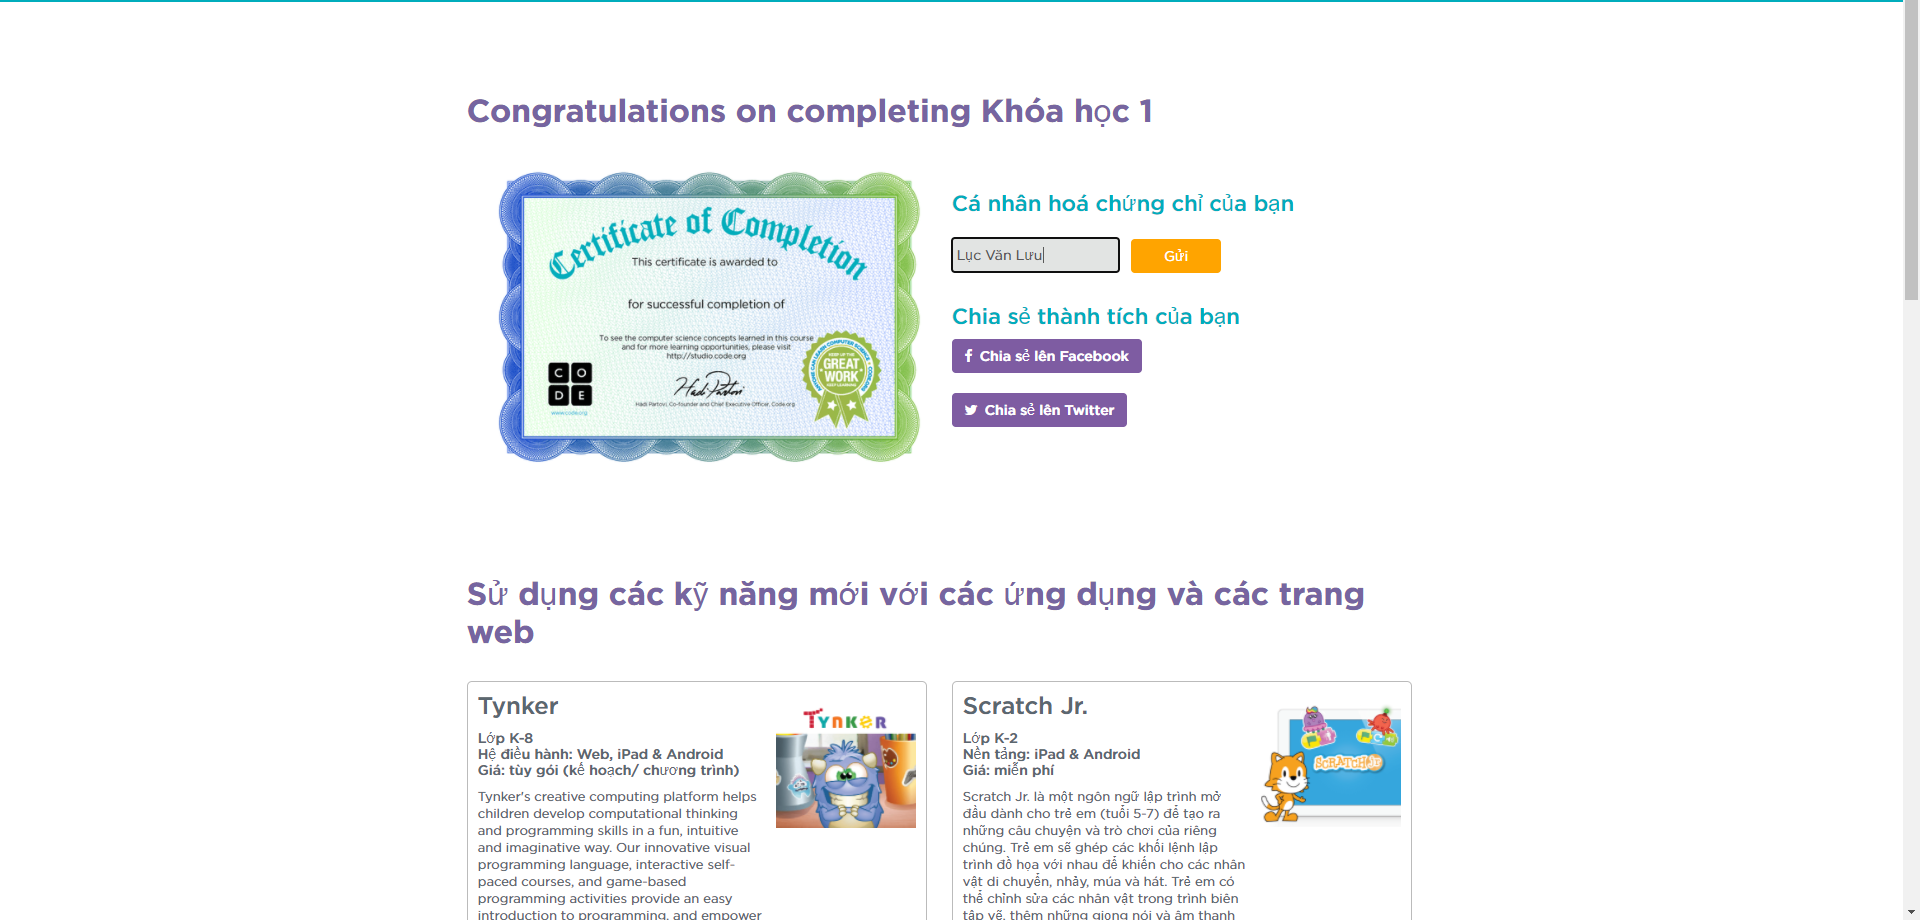 Congratulations on completing Khóa học 1
Certificate of Completion
This certificate is awarded to
for successful completion of
To see the computer science concepts learned in this course
and for more learning opportunities, please visit
http://studio.code.org
C O
D E
www.code.org
Hadi Partovi, Co-founder and Chief Executive Officer, Code.org
KEEP UP THE
GREAT
WORK
KEEP LEARNING
ANYONE CAN LEARN COMPUTER SCIENCE
Cá nhân hoá chứng chỉ của bạn
Lục Văn Lưu
Gửi
Chia sẻ thành tích của bạn
Chia sẻ lên Facebook
Chia sẻ lên Twitter
Sử dụng các kỹ năng mới với các ứng dụng và các trang
web
Tynker
Lớp K-8
Hệ điều hành: Web, iPad & Android
Giá: tùy gói (kế hoạch/ chương trình)
Tynker's creative computing platform helps
children develop computational thinking
and programming skills in a fun, intuitive
and imaginative way. Our innovative visual
programming language, interactive self-
paced courses, and game-based
programming activities provide an easy
introduction to programming, and empower
TYNKER
Scratch Jr.
Lớp K-2
Nền tảng: iPad & Android
Giá: miễn phí
Scratch Jr. là một ngôn ngữ lập trình mở
đầu dành cho trẻ em (tuổi 5-7) để tạo ra
những câu chuyện và trò chơi của riêng
chúng. Trẻ em sẽ ghép các khối lệnh lập
trình đồ họa với nhau để khiến cho các nhân
vật di chuyển, nhảy, múa và hát. Trẻ em có
thể chỉnh sửa các nhân vật trong trình biên
tập vẽ, thêm những giọng nói và âm thanh
SCRATCHJR